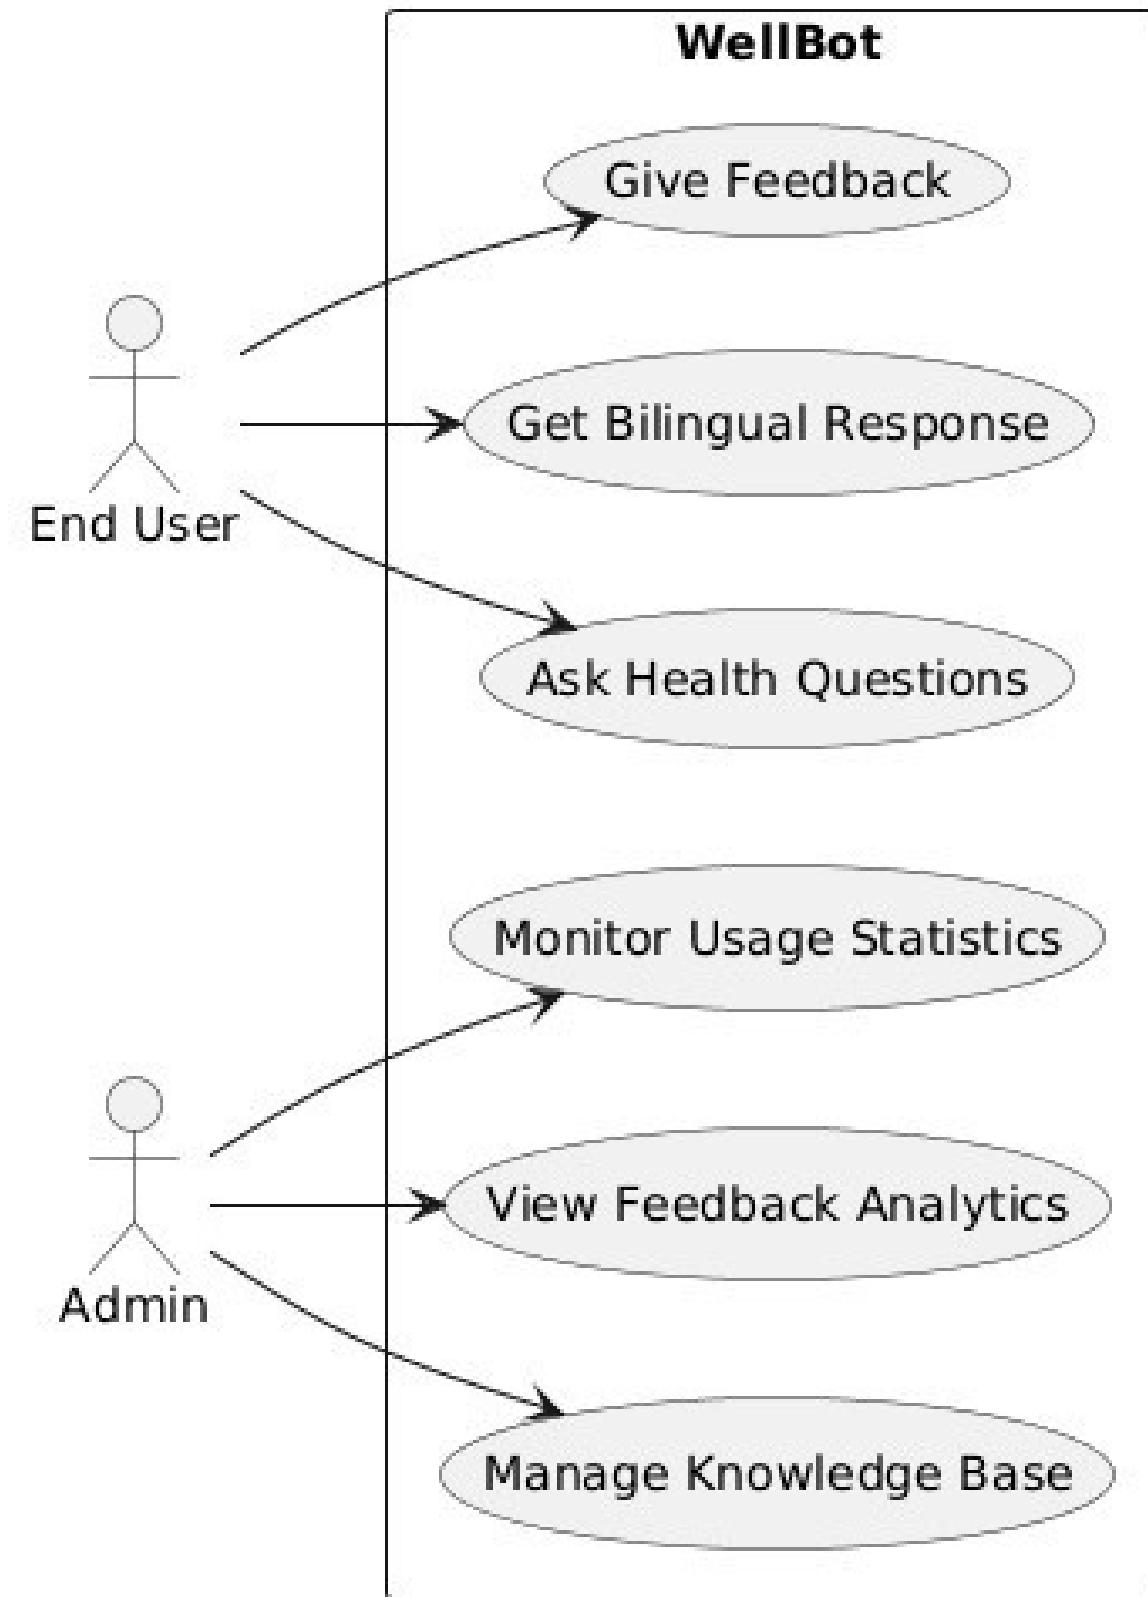 WellBot
Give Feedback
Get Bilingual Response
End User
Ask Health Questions
Monitor Usage Statistics
View Feedback Analytics
Admin
Manage Knowledge Base